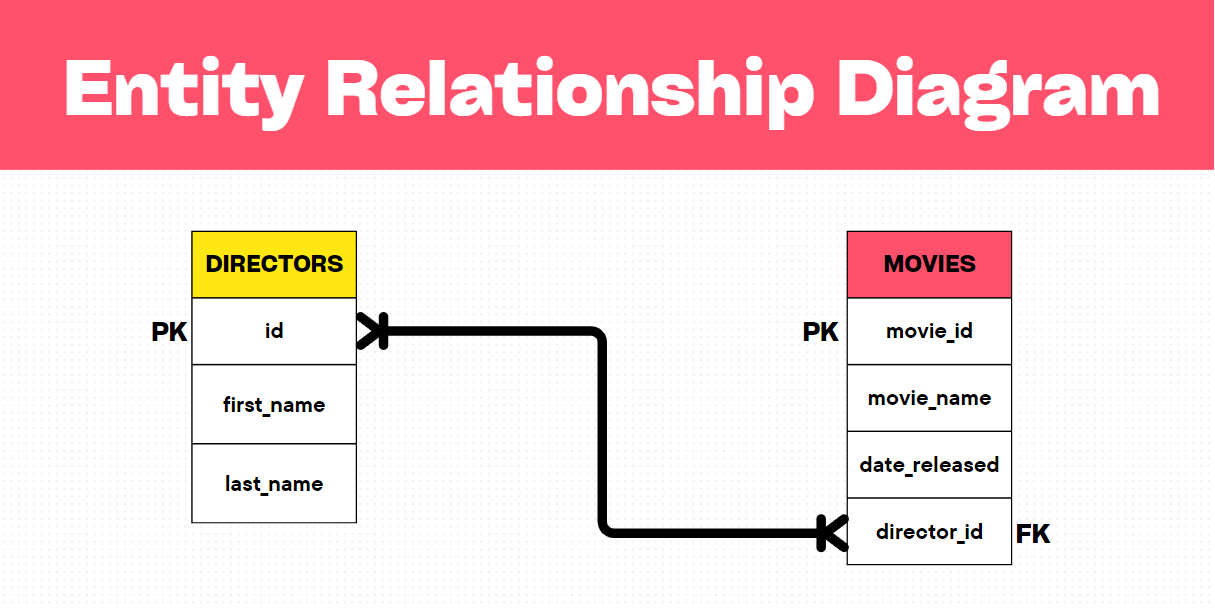 Entity Relationship Diagram
DIRECTORS
PK id
first_name
last_name
MOVIES
PK movie_id
movie_name
date_released
director_id FK